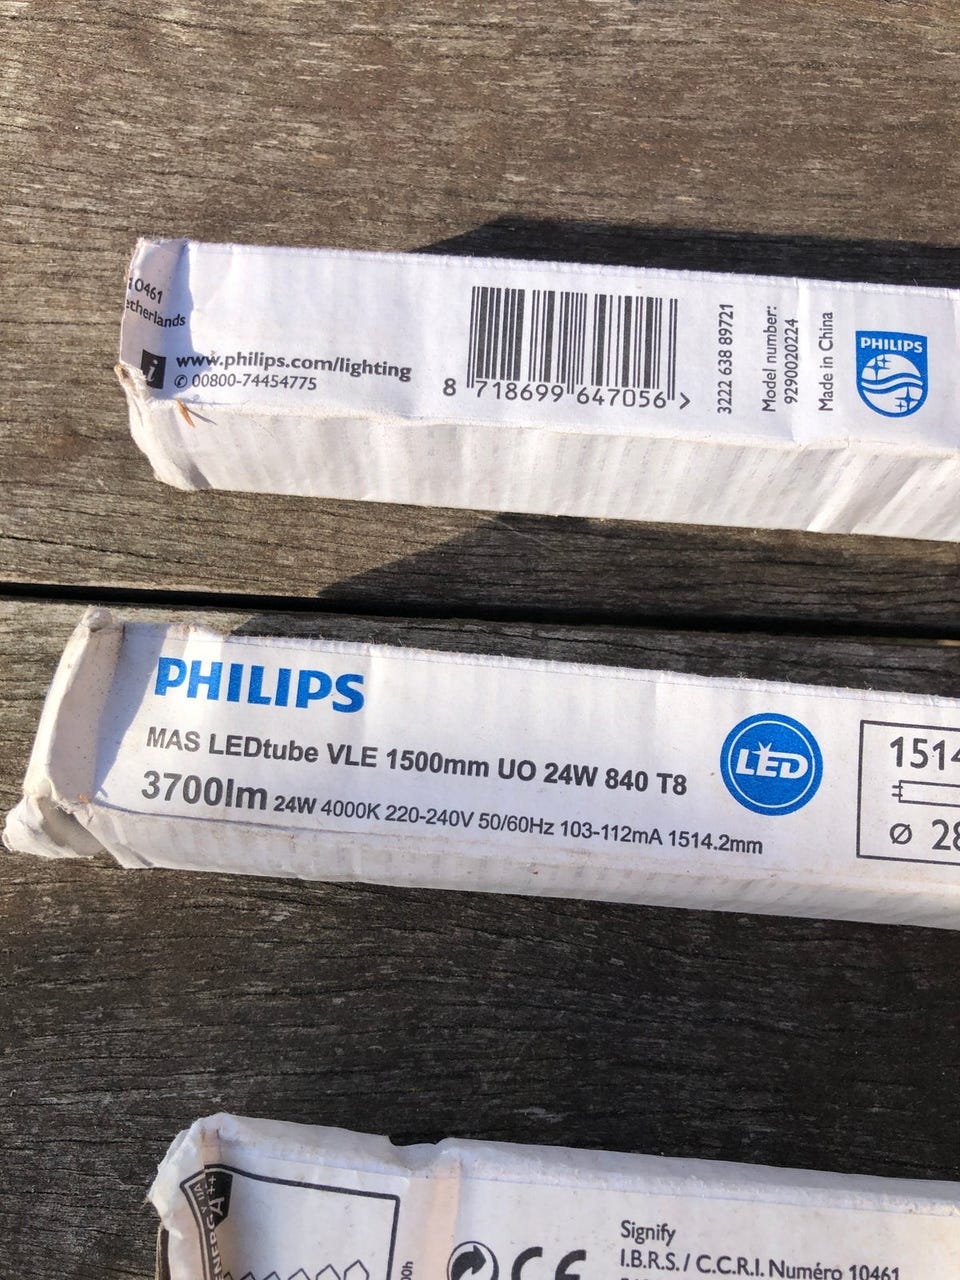 10461
etherlands
i
www.philips.com/lighting
✆ 00800-74454775
8 718699 647056 >
3222 638 89721
Model number:
9290020224
Made in China
PHILIPS
PHILIPS
MAS LEDtube VLE 1500mm UO 24W 840 T8
3700lm 24W 4000K 220-240V 50/60Hz 103-112mA 1514.2mm
LED
1514
Ø 28
A++
Signify
I.B.R.S. / C.C.R.I. Numéro 10461
CE